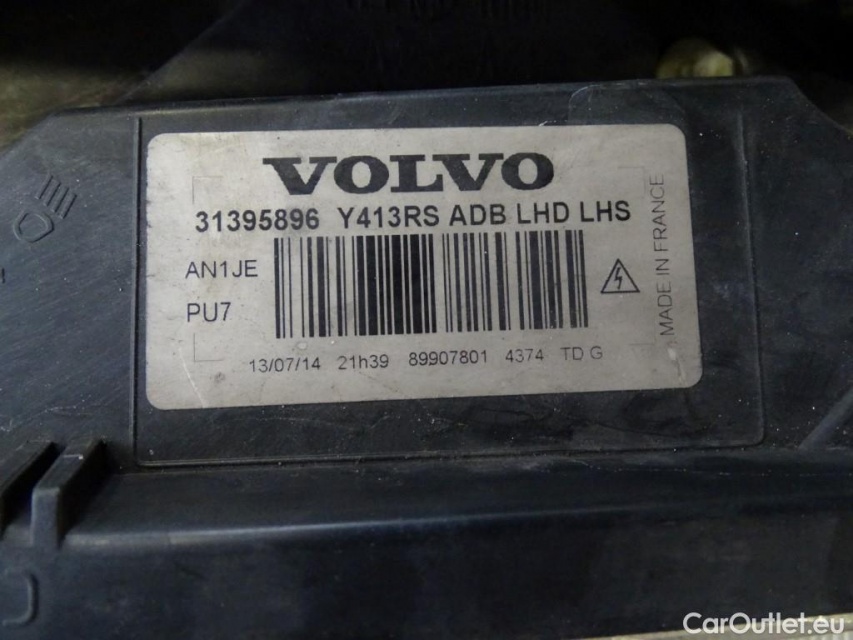 VOLVO
31395896 Y413RS ADB LHD LHS
AN1JE
PU7
MADE IN FRANCE
13/07/14 21h39 89907801 4374 TD G
CarOutlet.eu